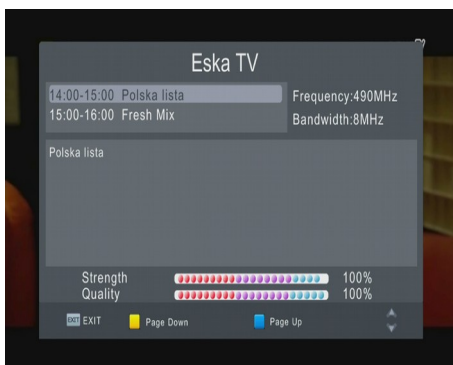 Eska TV
14:00-15:00 Polska lista
15:00-16:00 Fresh Mix
Frequency:490MHz
Bandwidth:8MHz
Polska lista
Strength 100%
Quality 100%
EXIT EXIT Page Down Page Up